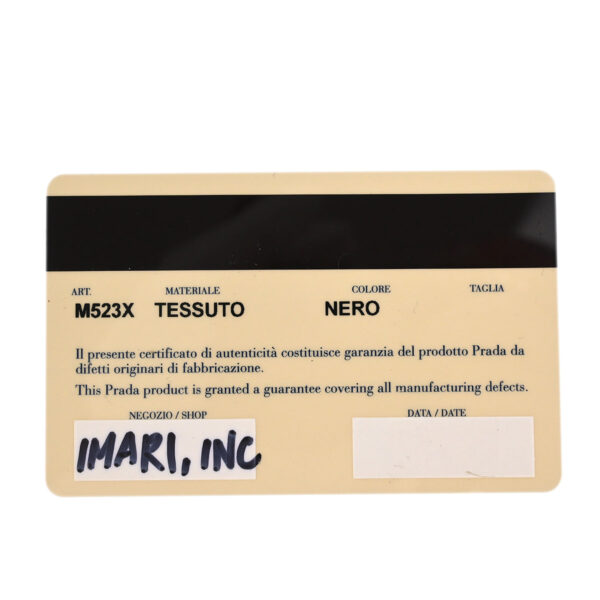 ART. MATERIALE COLORE TAGLIA
M523X TESSUTO NERO
Il presente certificato di autenticità costituisce garanzia del prodotto Prada da
difetti originari di fabbricazione.
This Prada product is granted a guarantee covering all manufacturing defects.
NEGOZIO / SHOP DATA / DATE
IMARI, INC